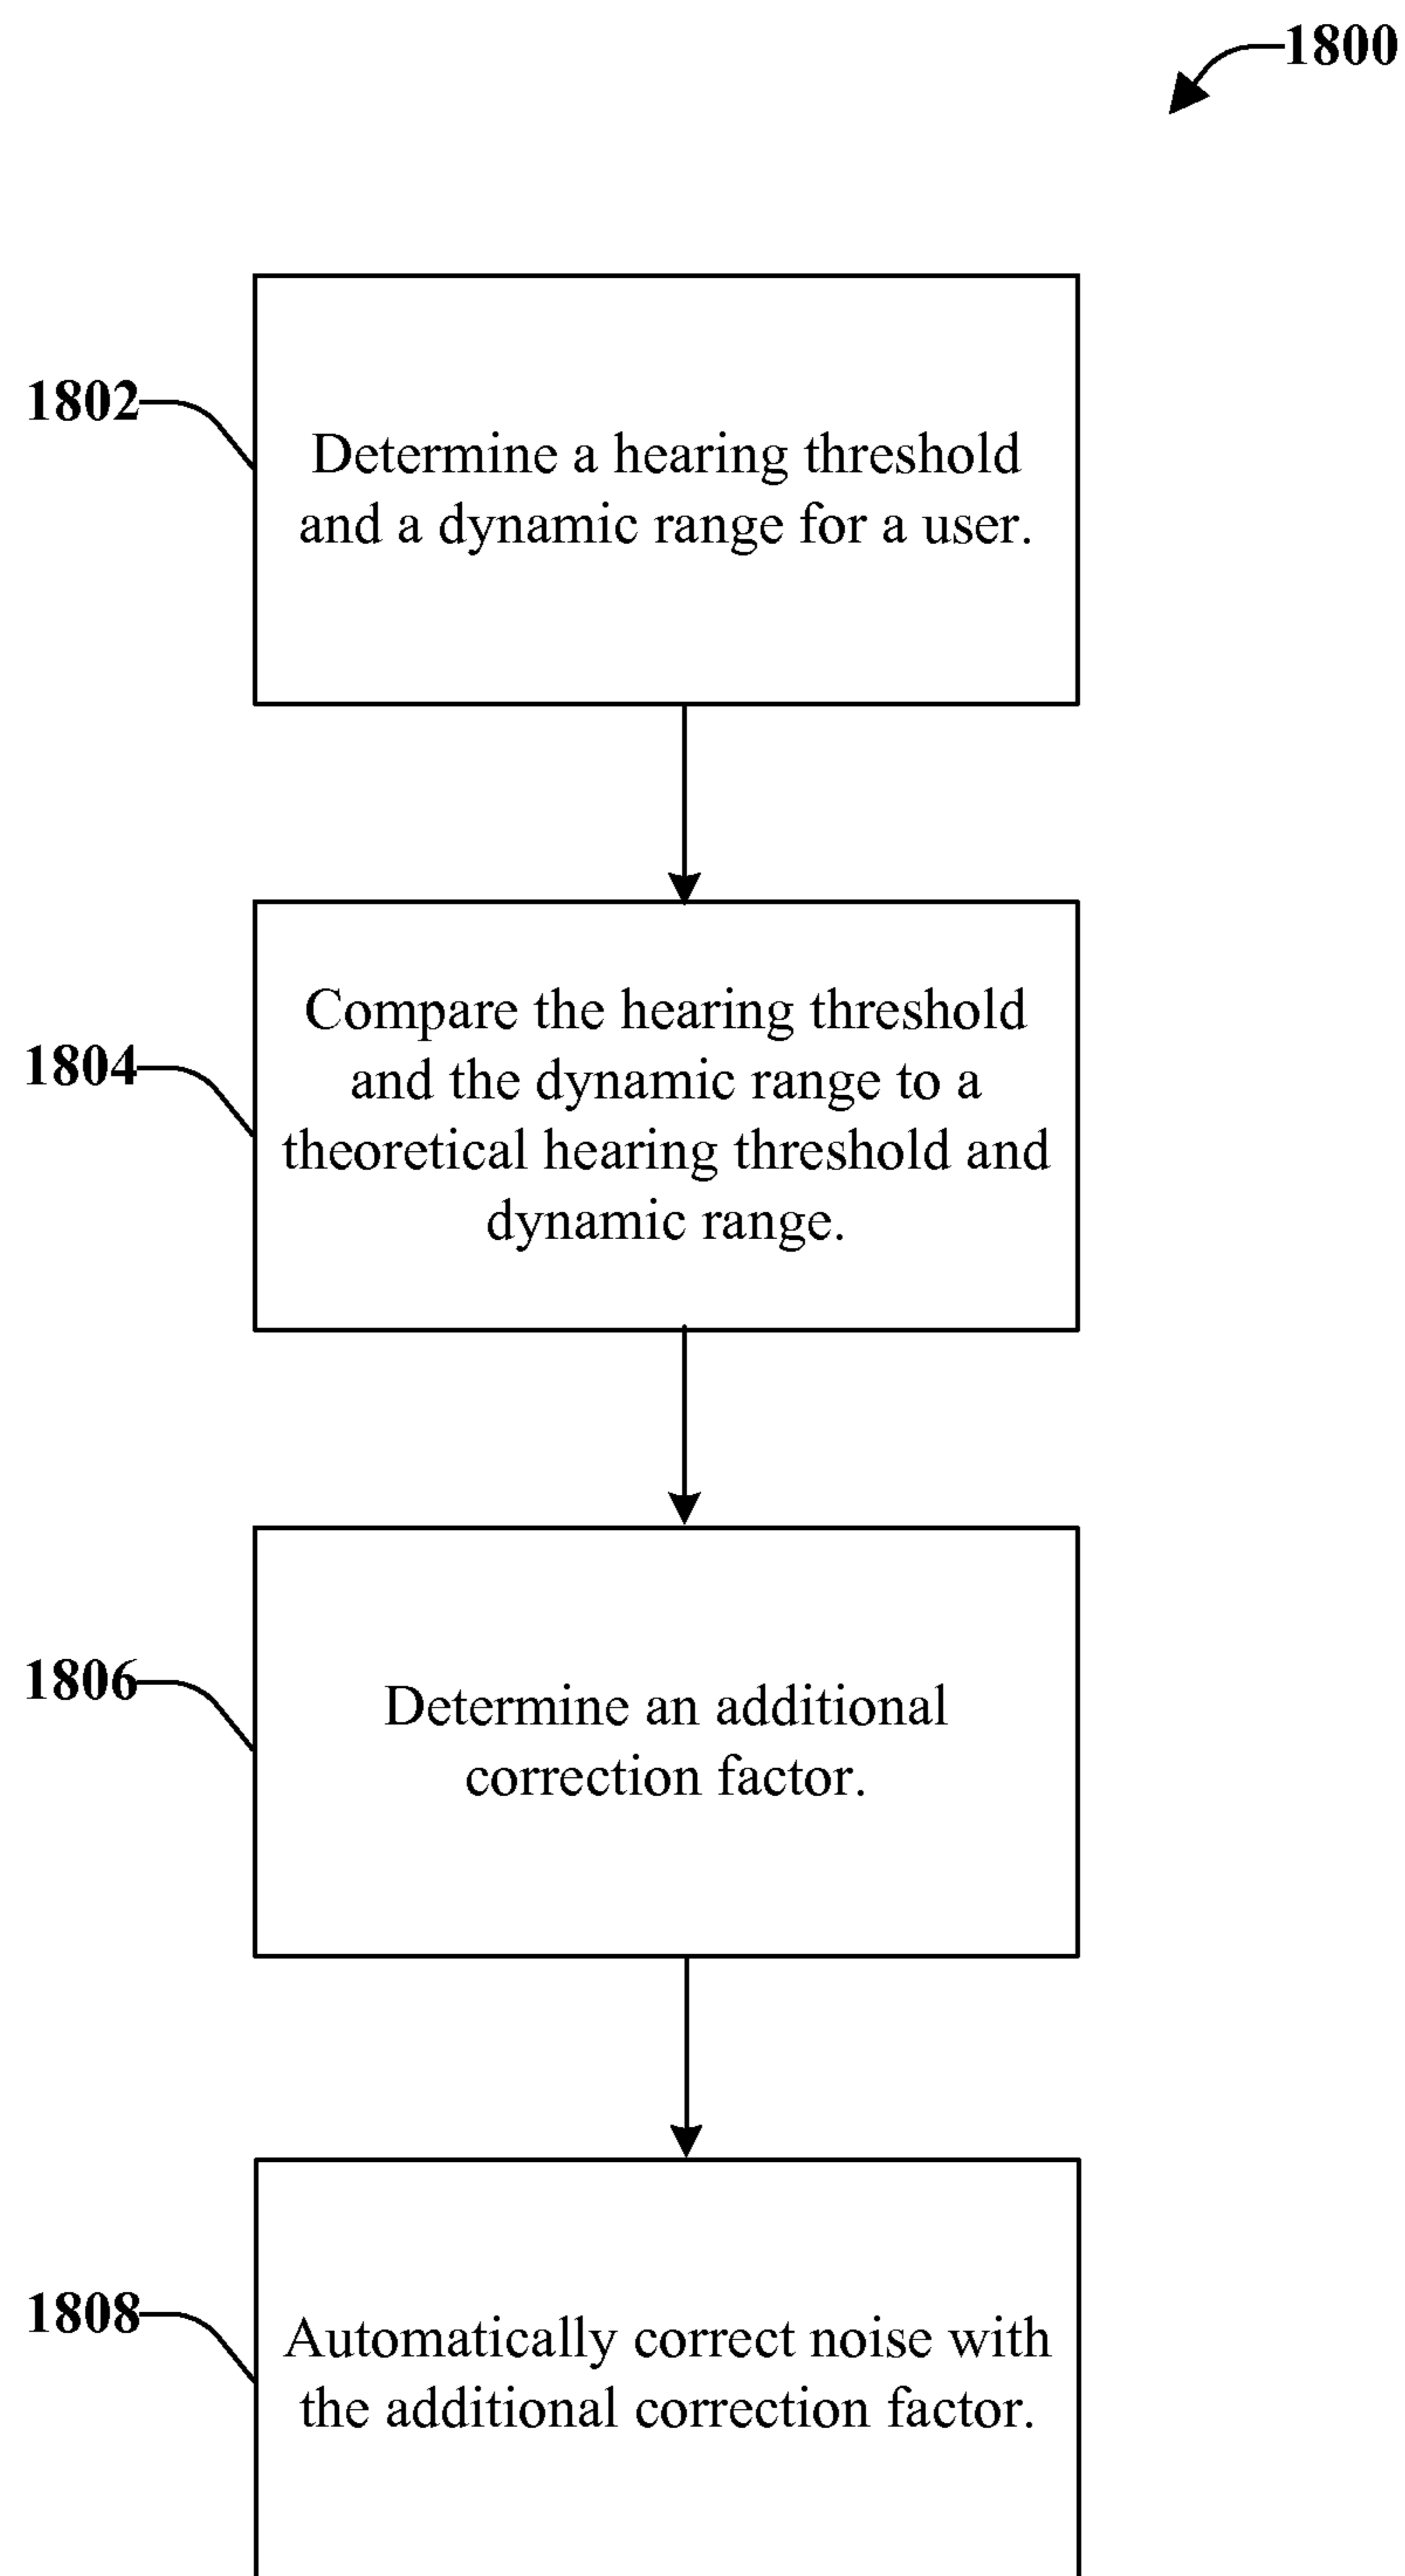 1800
1802
Determine a hearing threshold
and a dynamic range for a user.
1804
Compare the hearing threshold
and the dynamic range to a
theoretical hearing threshold and
dynamic range.
1806
Determine an additional
correction factor.
1808
Automatically correct noise with
the additional correction factor.